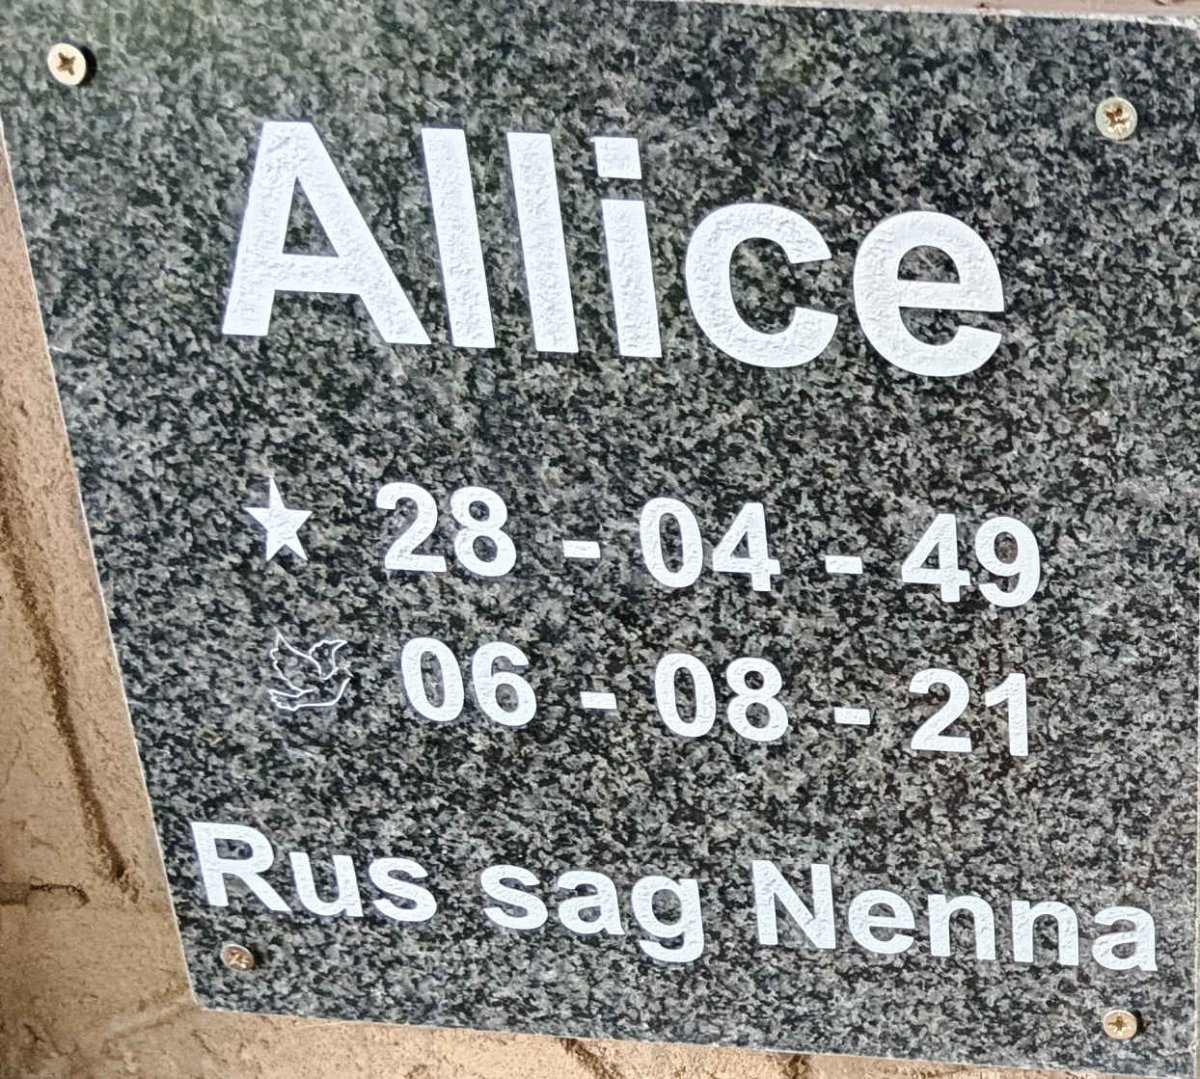 Allice
★ 28 - 04 - 49
06 - 08 - 21
Rus sag Nenna